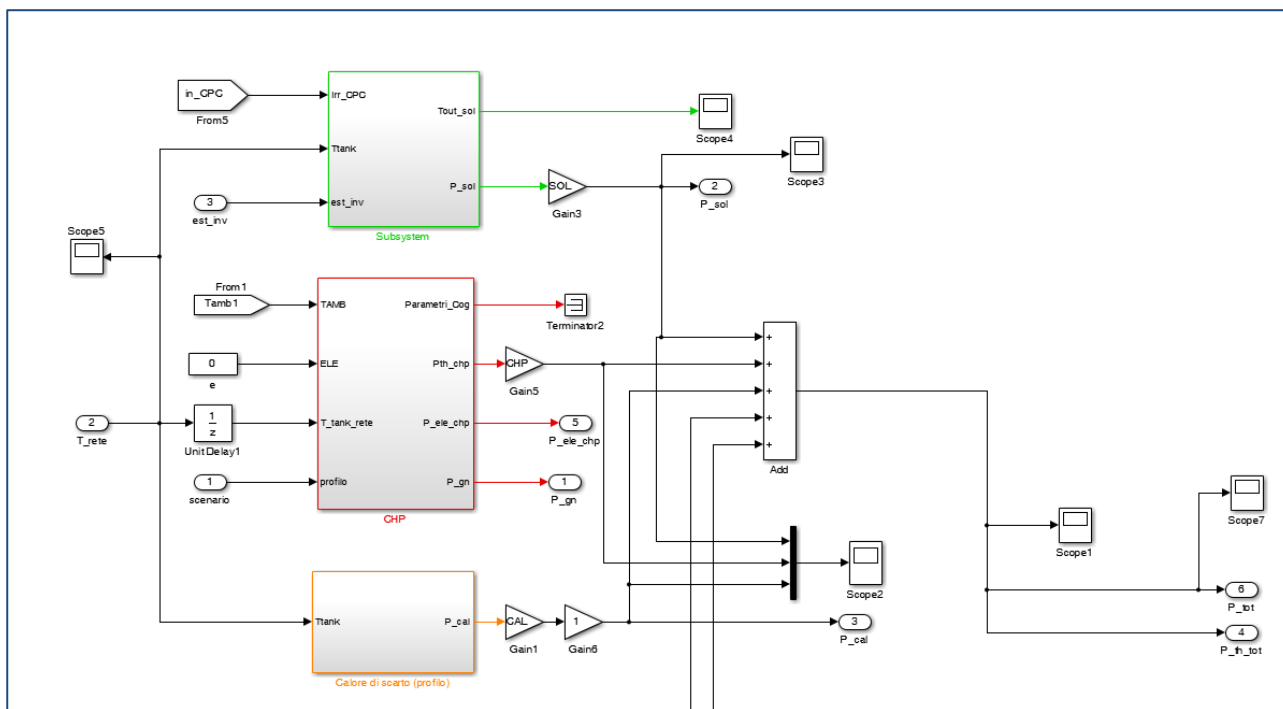 in_CPC
From5
Irr_CPC
Ttank
est_inv
Tout_sol
P_sol
Subsystem
3
est_inv
Scope4
SOL
Gain3
2
P_sol
Scope3
Scope5
From1
Tamb1
0
e
2
T_rete
1
z
UnitDelay1
1
scenario
TAMB
ELE
T_tank_rete
profilo
Parametri_Cog
Pth_chp
P_ele_chp
P_gn
CHP
Terminator2
CHP
Gain5
5
P_ele_chp
1
P_gn
+
+
+
+
+
Add
Scope2
Scope1
Scope7
6
P_tot
4
P_th_tot
Ttank
P_cal
Calore di scarto (profilo)
CAL
Gain1
1
Gain6
3
P_cal